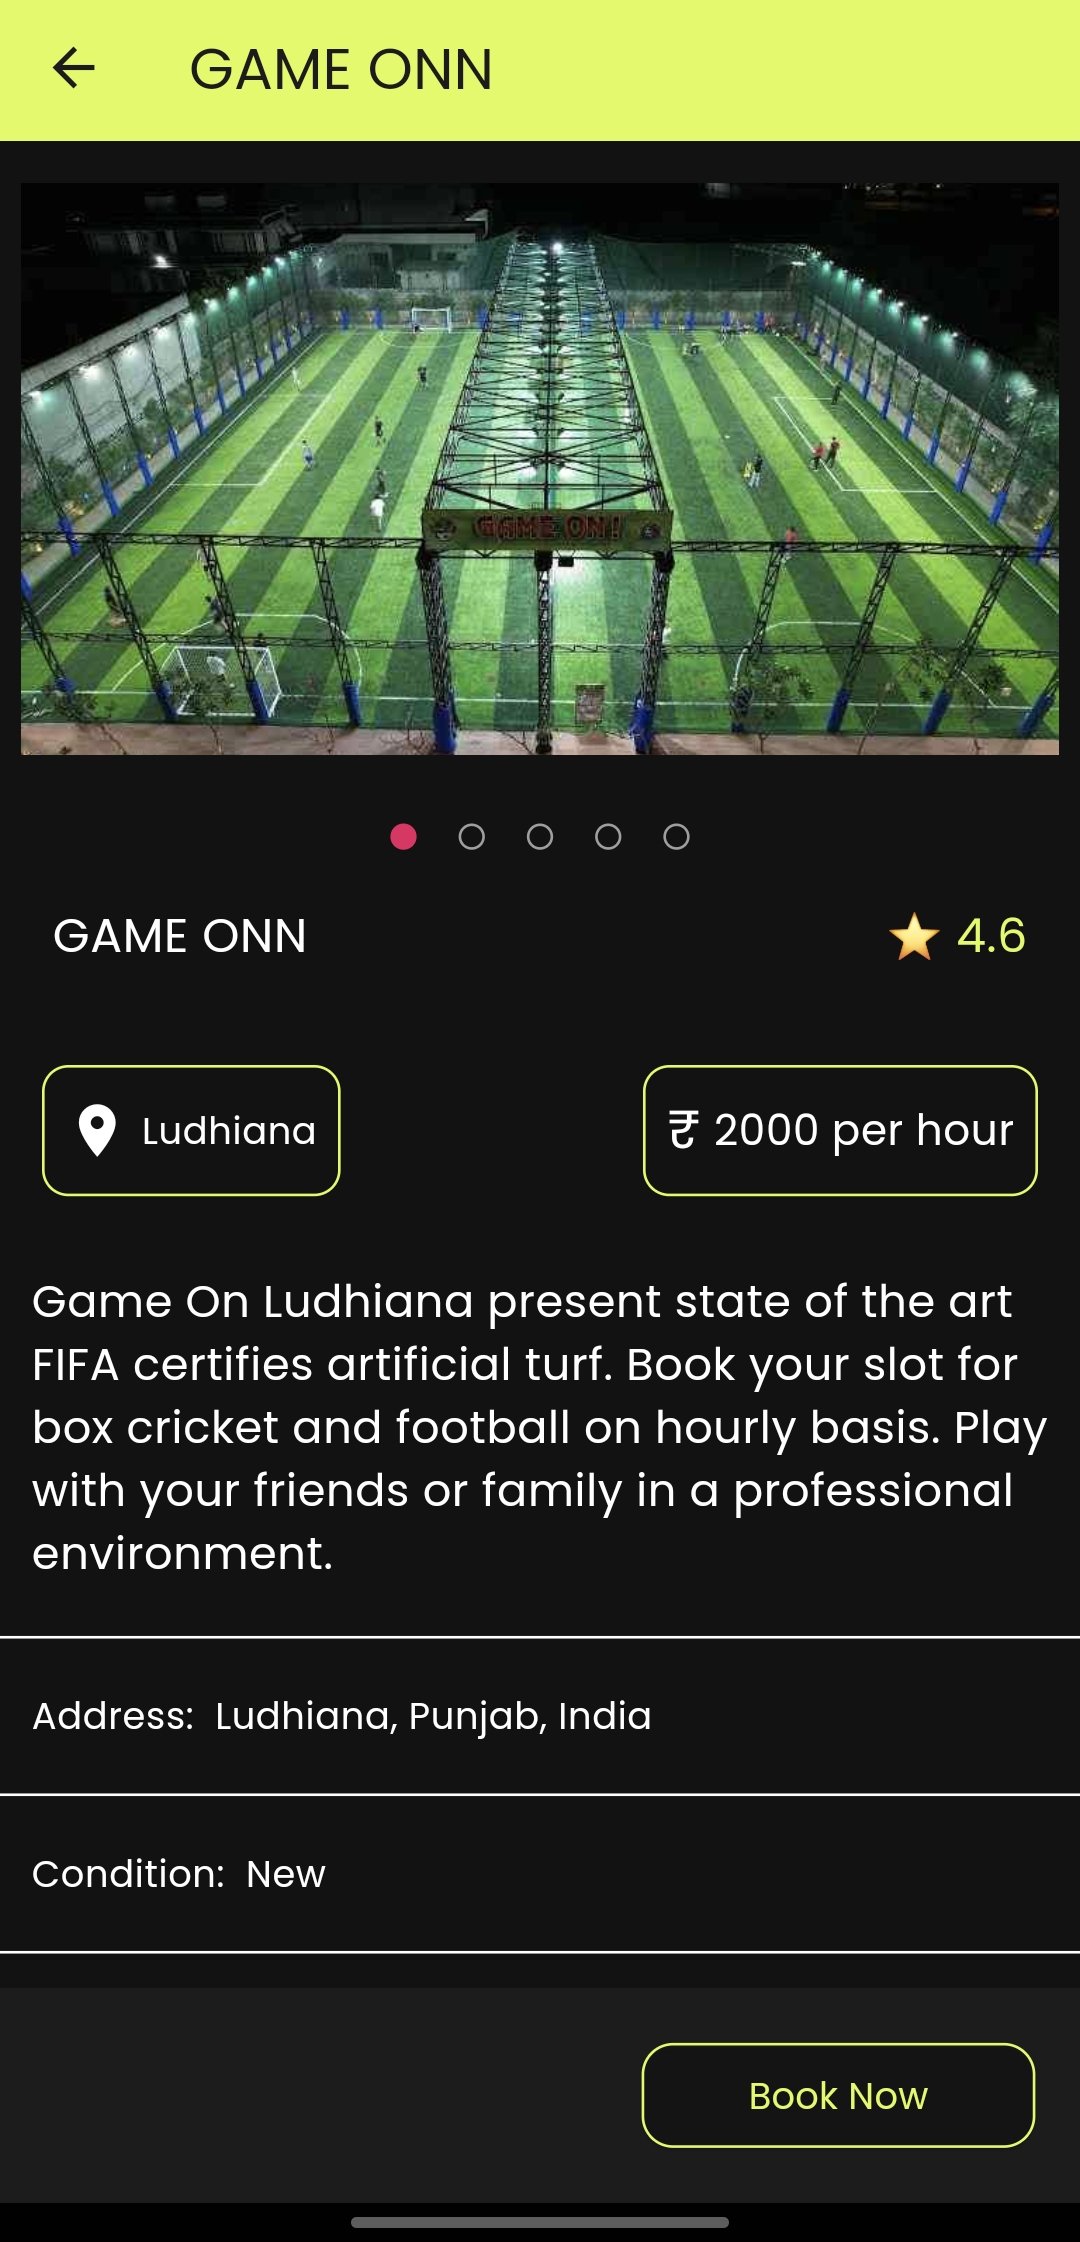 GAME ONN
GAME ON!
GAME ONN
⭐ 4.6
Ludhiana
₹ 2000 per hour
Game On Ludhiana present state of the art
FIFA certifies artificial turf. Book your slot for
box cricket and football on hourly basis. Play
with your friends or family in a professional
environment.
Address: Ludhiana, Punjab, India
Condition: New
Book Now